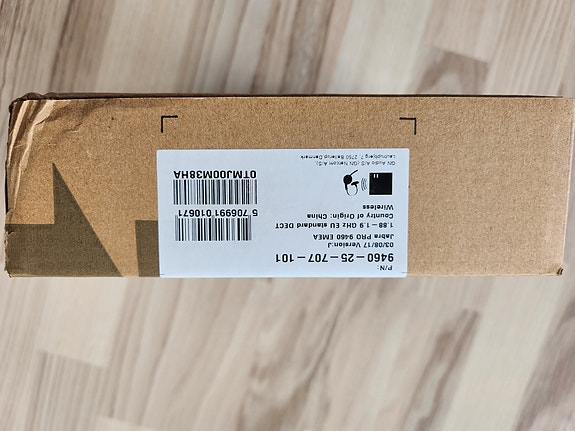 P/N:
9460-25-707-101
03/08/17 Version:J
Jabra PRO 9460 EMEA
1.88 - 1.9 GHz EU standard DECT
Country of Origin: China
Wireless
GN Audio A/S (GN Netcom A/S),
Lautrupbjerg 7, 2750 Ballerup, Denmark
5 706991 010671
0TMJ00M38HA